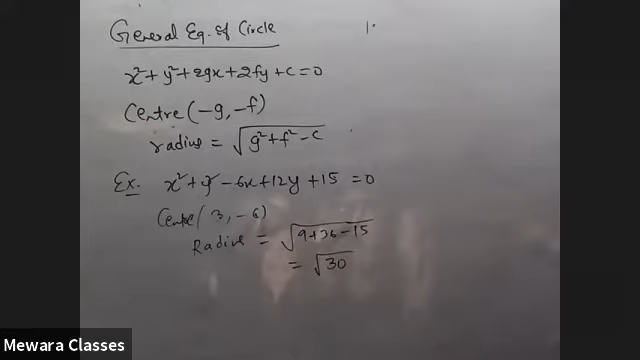 General Eq. of Circle
x² + y² + 2gx + 2fy + c = 0
Centre (-g, -f)
radius = √(g² + f² - c)
Ex. x² + y² - 6x + 12y + 15 = 0
Centre (3, -6)
Radius = √(9+36-15)
= √30
Mewara Classes